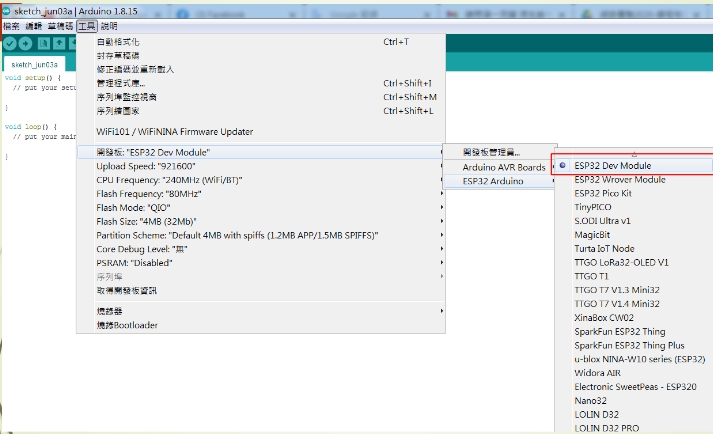 sketch_jun03a | Arduino 1.8.15
檔案 編輯 草稿碼 工具 說明
sketch_jun03a
void setup() {
// put your setu
}
void loop() {
// put your main
}
自動格式化 Ctrl+T
封存草稿碼
修正編碼並重新載入
管理程式庫... Ctrl+Shift+I
序列埠監控視窗 Ctrl+Shift+M
序列繪圖家 Ctrl+Shift+L
WiFi101 / WiFiNINA Firmware Updater
開發板: "ESP32 Dev Module"
Upload Speed: "921600"
CPU Frequency: "240MHz (WiFi/BT)"
Flash Frequency: "80MHz"
Flash Mode: "QIO"
Flash Size: "4MB (32Mb)"
Partition Scheme: "Default 4MB with spiffs (1.2MB APP/1.5MB SPIFFS)"
Core Debug Level: "無"
PSRAM: "Disabled"
序列埠
取得開發板資訊
燒錄器
燒錄Bootloader
開發板管理員...
Arduino AVR Boards
ESP32 Arduino
ESP32 Dev Module
ESP32 Wrover Module
ESP32 Pico Kit
TinyPICO
S.ODI Ultra v1
MagicBit
Turta IoT Node
TTGO LoRa32-OLED V1
TTGO T1
TTGO T7 V1.3 Mini32
TTGO T7 V1.4 Mini32
XinaBox CW02
SparkFun ESP32 Thing
SparkFun ESP32 Thing Plus
u-blox NINA-W10 series (ESP32)
Widora AIR
Electronic SweetPeas - ESP320
Nano32
LOLIN D32
LOLIN D32 PRO